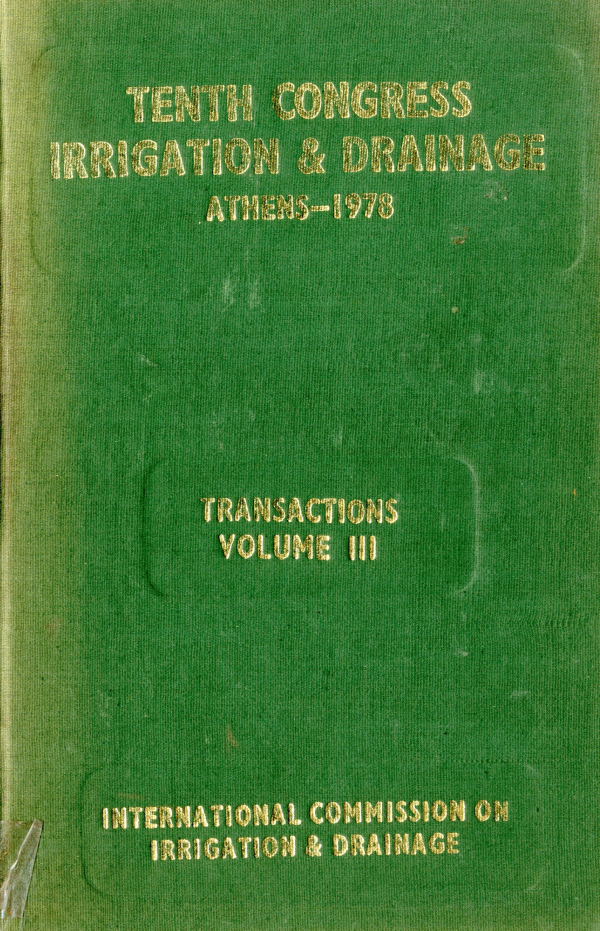 TENTH CONGRESS
IRRIGATION & DRAINAGE
ATHENS—1978
TRANSACTIONS
VOLUME III
INTERNATIONAL COMMISSION ON
IRRIGATION & DRAINAGE